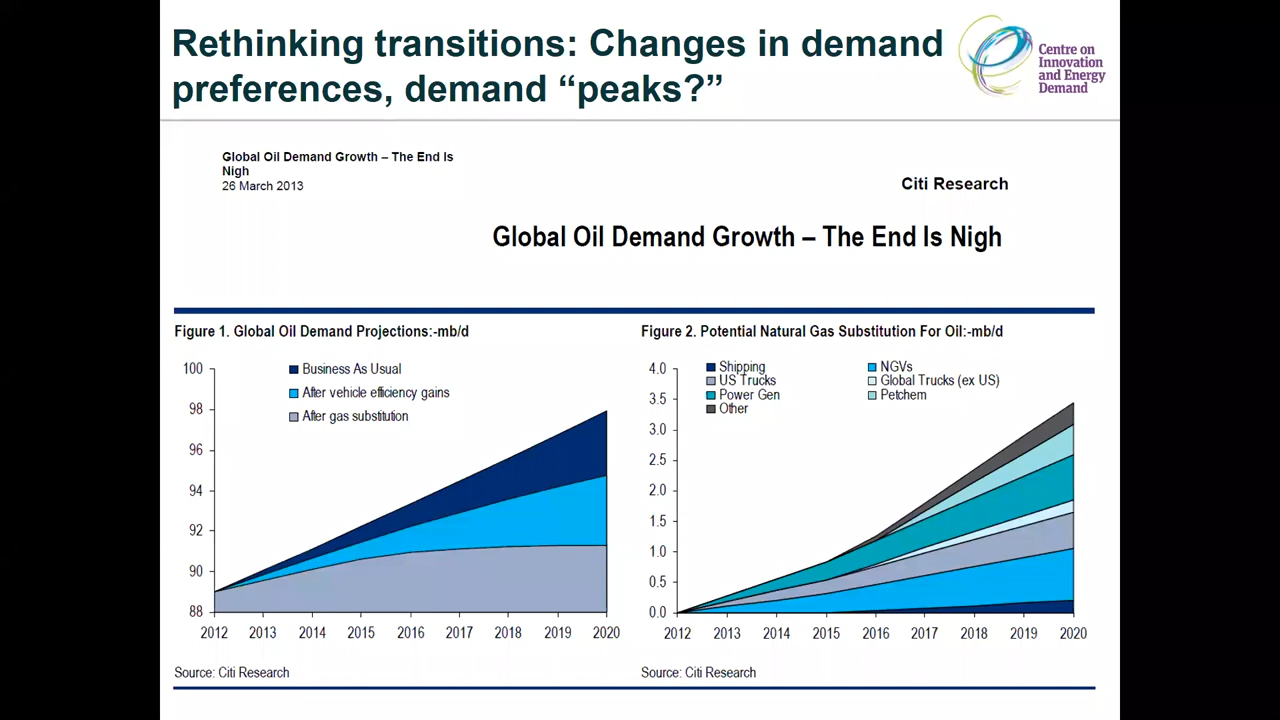 Rethinking transitions: Changes in demand
preferences, demand “peaks?”
Centre on
Innovation
and Energy
Demand
Global Oil Demand Growth – The End Is
Nigh
26 March 2013
Citi Research
Global Oil Demand Growth – The End Is Nigh
Figure 1. Global Oil Demand Projections:-mb/d
100
98
96
94
92
90
88
Business As Usual
After vehicle efficiency gains
After gas substitution
2012 2013 2014 2015 2016 2017 2018 2019 2020
Source: Citi Research
Figure 2. Potential Natural Gas Substitution For Oil:-mb/d
4.0
3.5
3.0
2.5
2.0
1.5
1.0
0.5
0.0
Shipping
NGVs
US Trucks
Global Trucks (ex US)
Power Gen
Petchem
Other
2012 2013 2014 2015 2016 2017 2018 2019 2020
Source: Citi Research